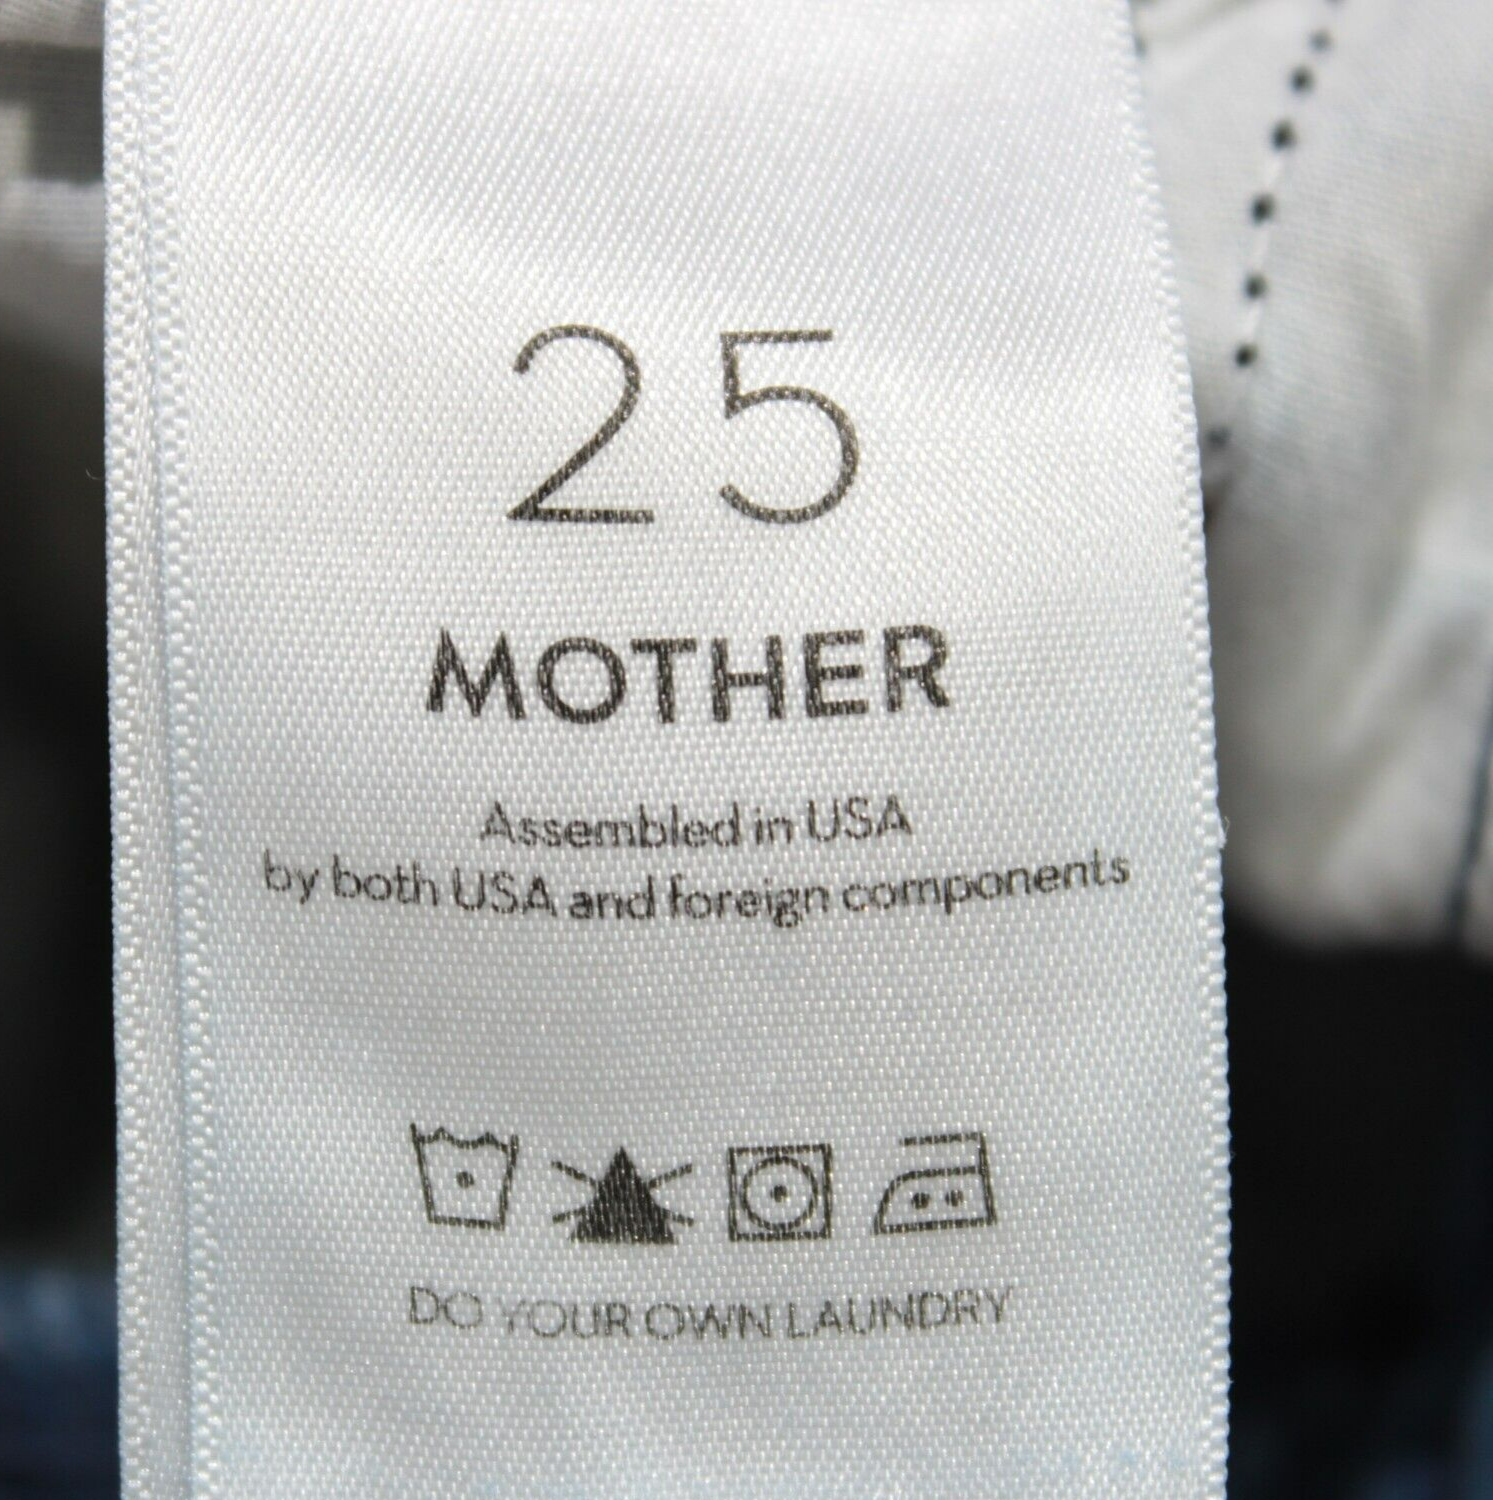 25
MOTHER
Assembled in USA
by both USA and foreign components
DO YOUR OWN LAUNDRY